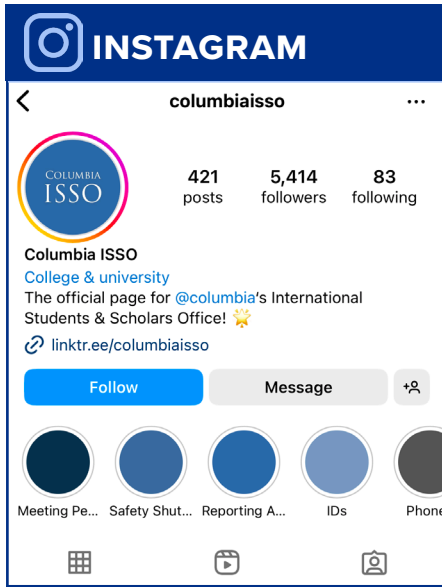 INSTAGRAM
columbiaisso
COLUMBIA
ISSO
421 5,414 83
posts followers following
Columbia ISSO
College & university
The official page for @columbia's International
Students & Scholars Office! 🌟
linktr.ee/columbiaisso
Follow Message
Meeting Pe... Safety Shut... Reporting A... IDs Phone